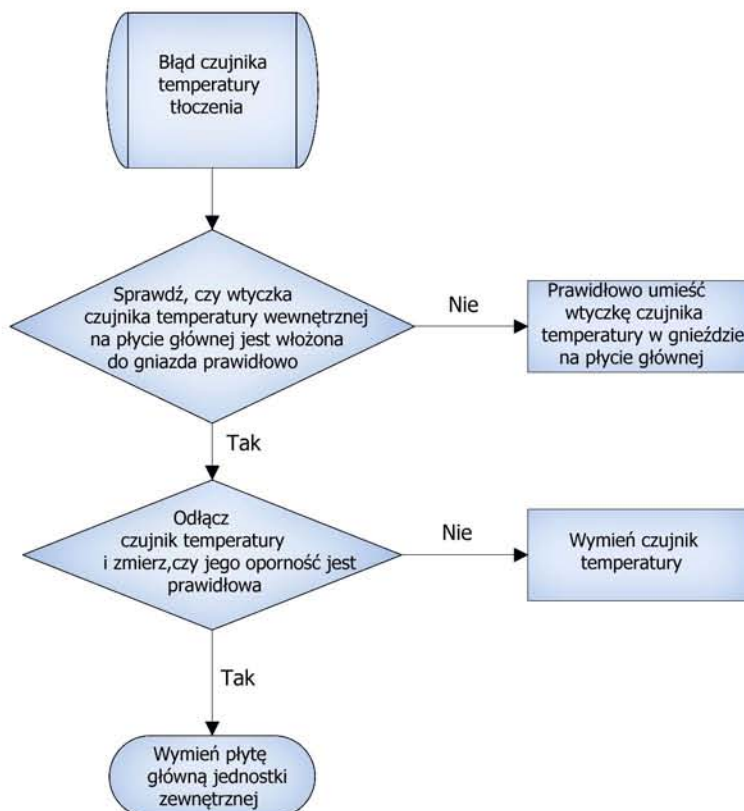 Błąd czujnika
temperatury
tłoczenia
Sprawdź, czy wtyczka
czujnika temperatury wewnętrznej
na płycie głównej jest włożona
do gniazda prawidłowo
Nie
Prawidłowo umieść
wtyczkę czujnika
temperatury w gnieździe
na płycie głównej
Tak
Odłącz
czujnik temperatury
i zmierz,czy jego oporność jest
prawidłowa
Nie
Wymień czujnik
temperatury
Tak
Wymień płytę
główną jednostki
zewnętrznej